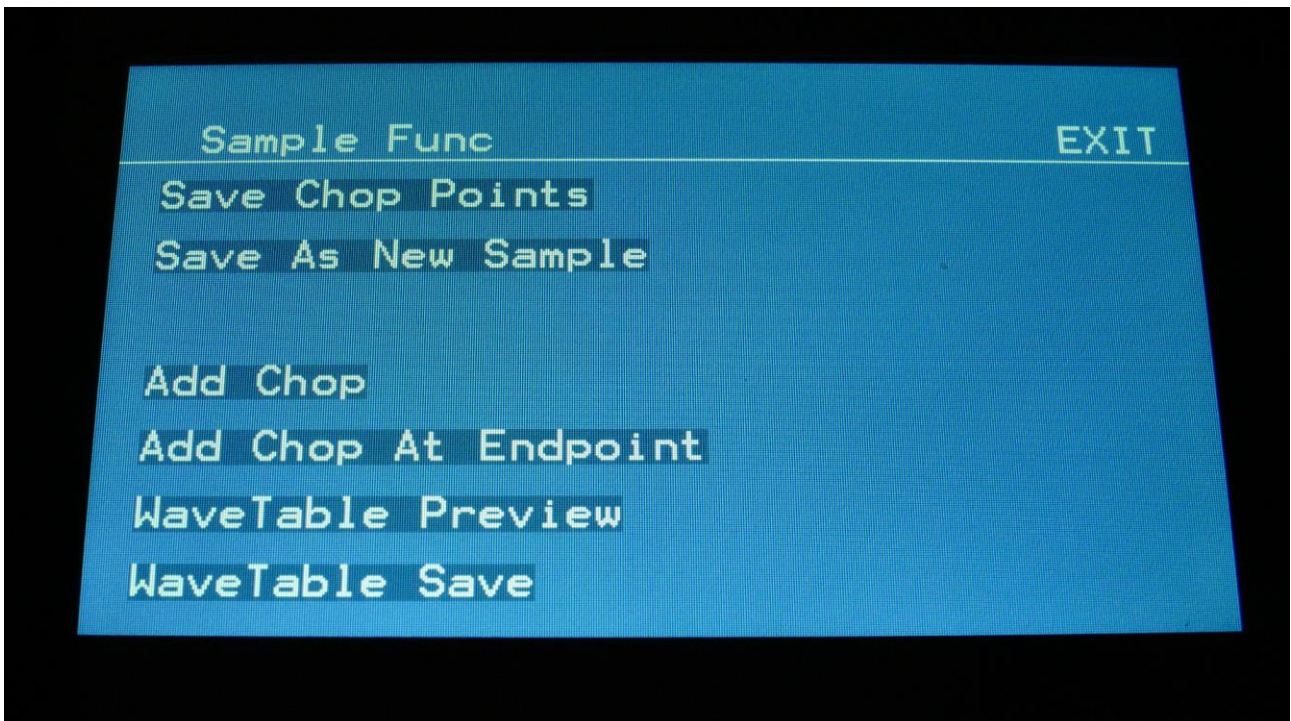 Sample Func EXIT
Save Chop Points
Save As New Sample
Add Chop
Add Chop At Endpoint
WaveTable Preview
WaveTable Save